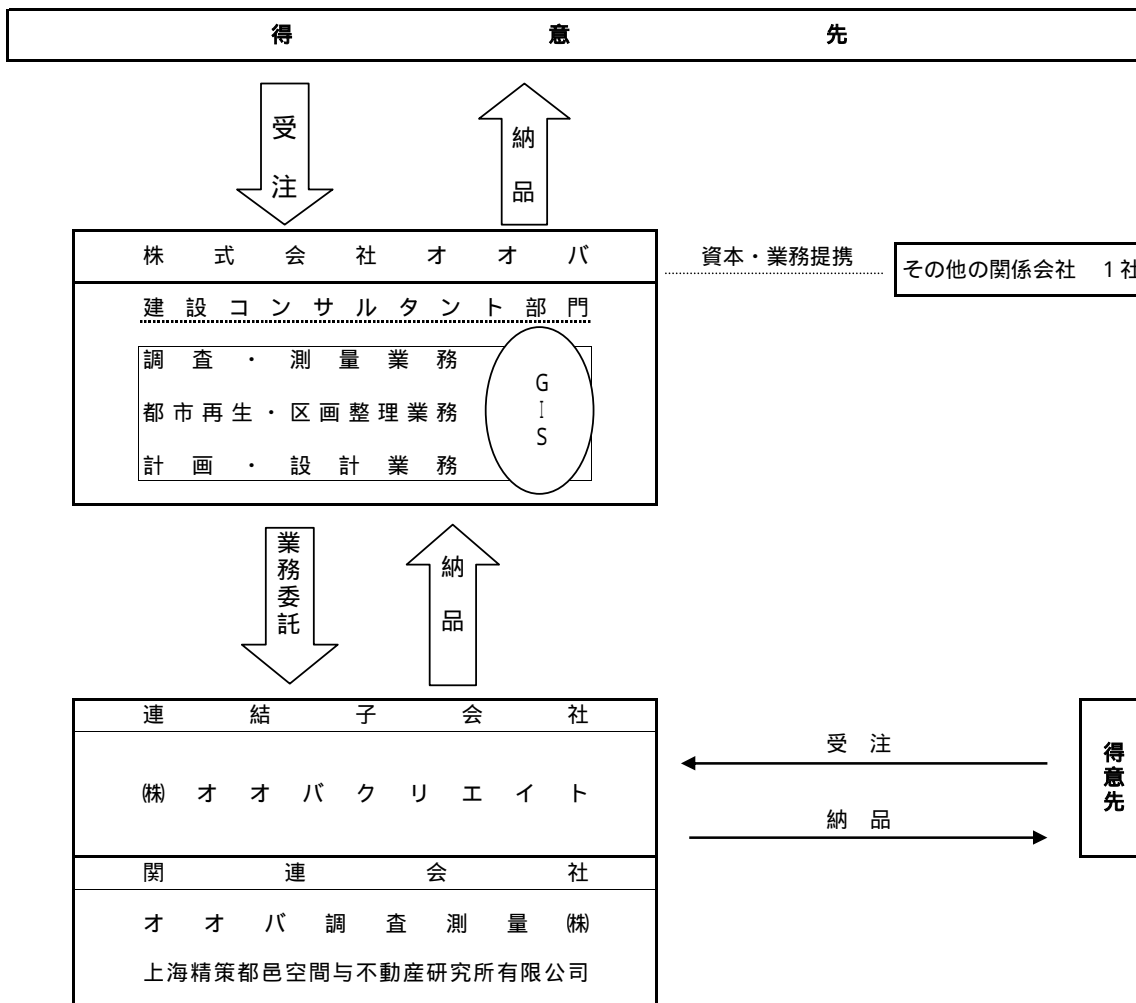 得意先
受注
納品
株式会社オオバ
資本・業務提携
その他の関係会社 1社
建設コンサルタント部門
調査・測量業務
都市再生・区画整理業務
計画・設計業務
GIS
業務委託
納品
連結子会社
㈱オオバクリエイト
受注
納品
得意先
関連会社
オオバ調査測量㈱
上海精策都邑空間与不動産研究所有限公司